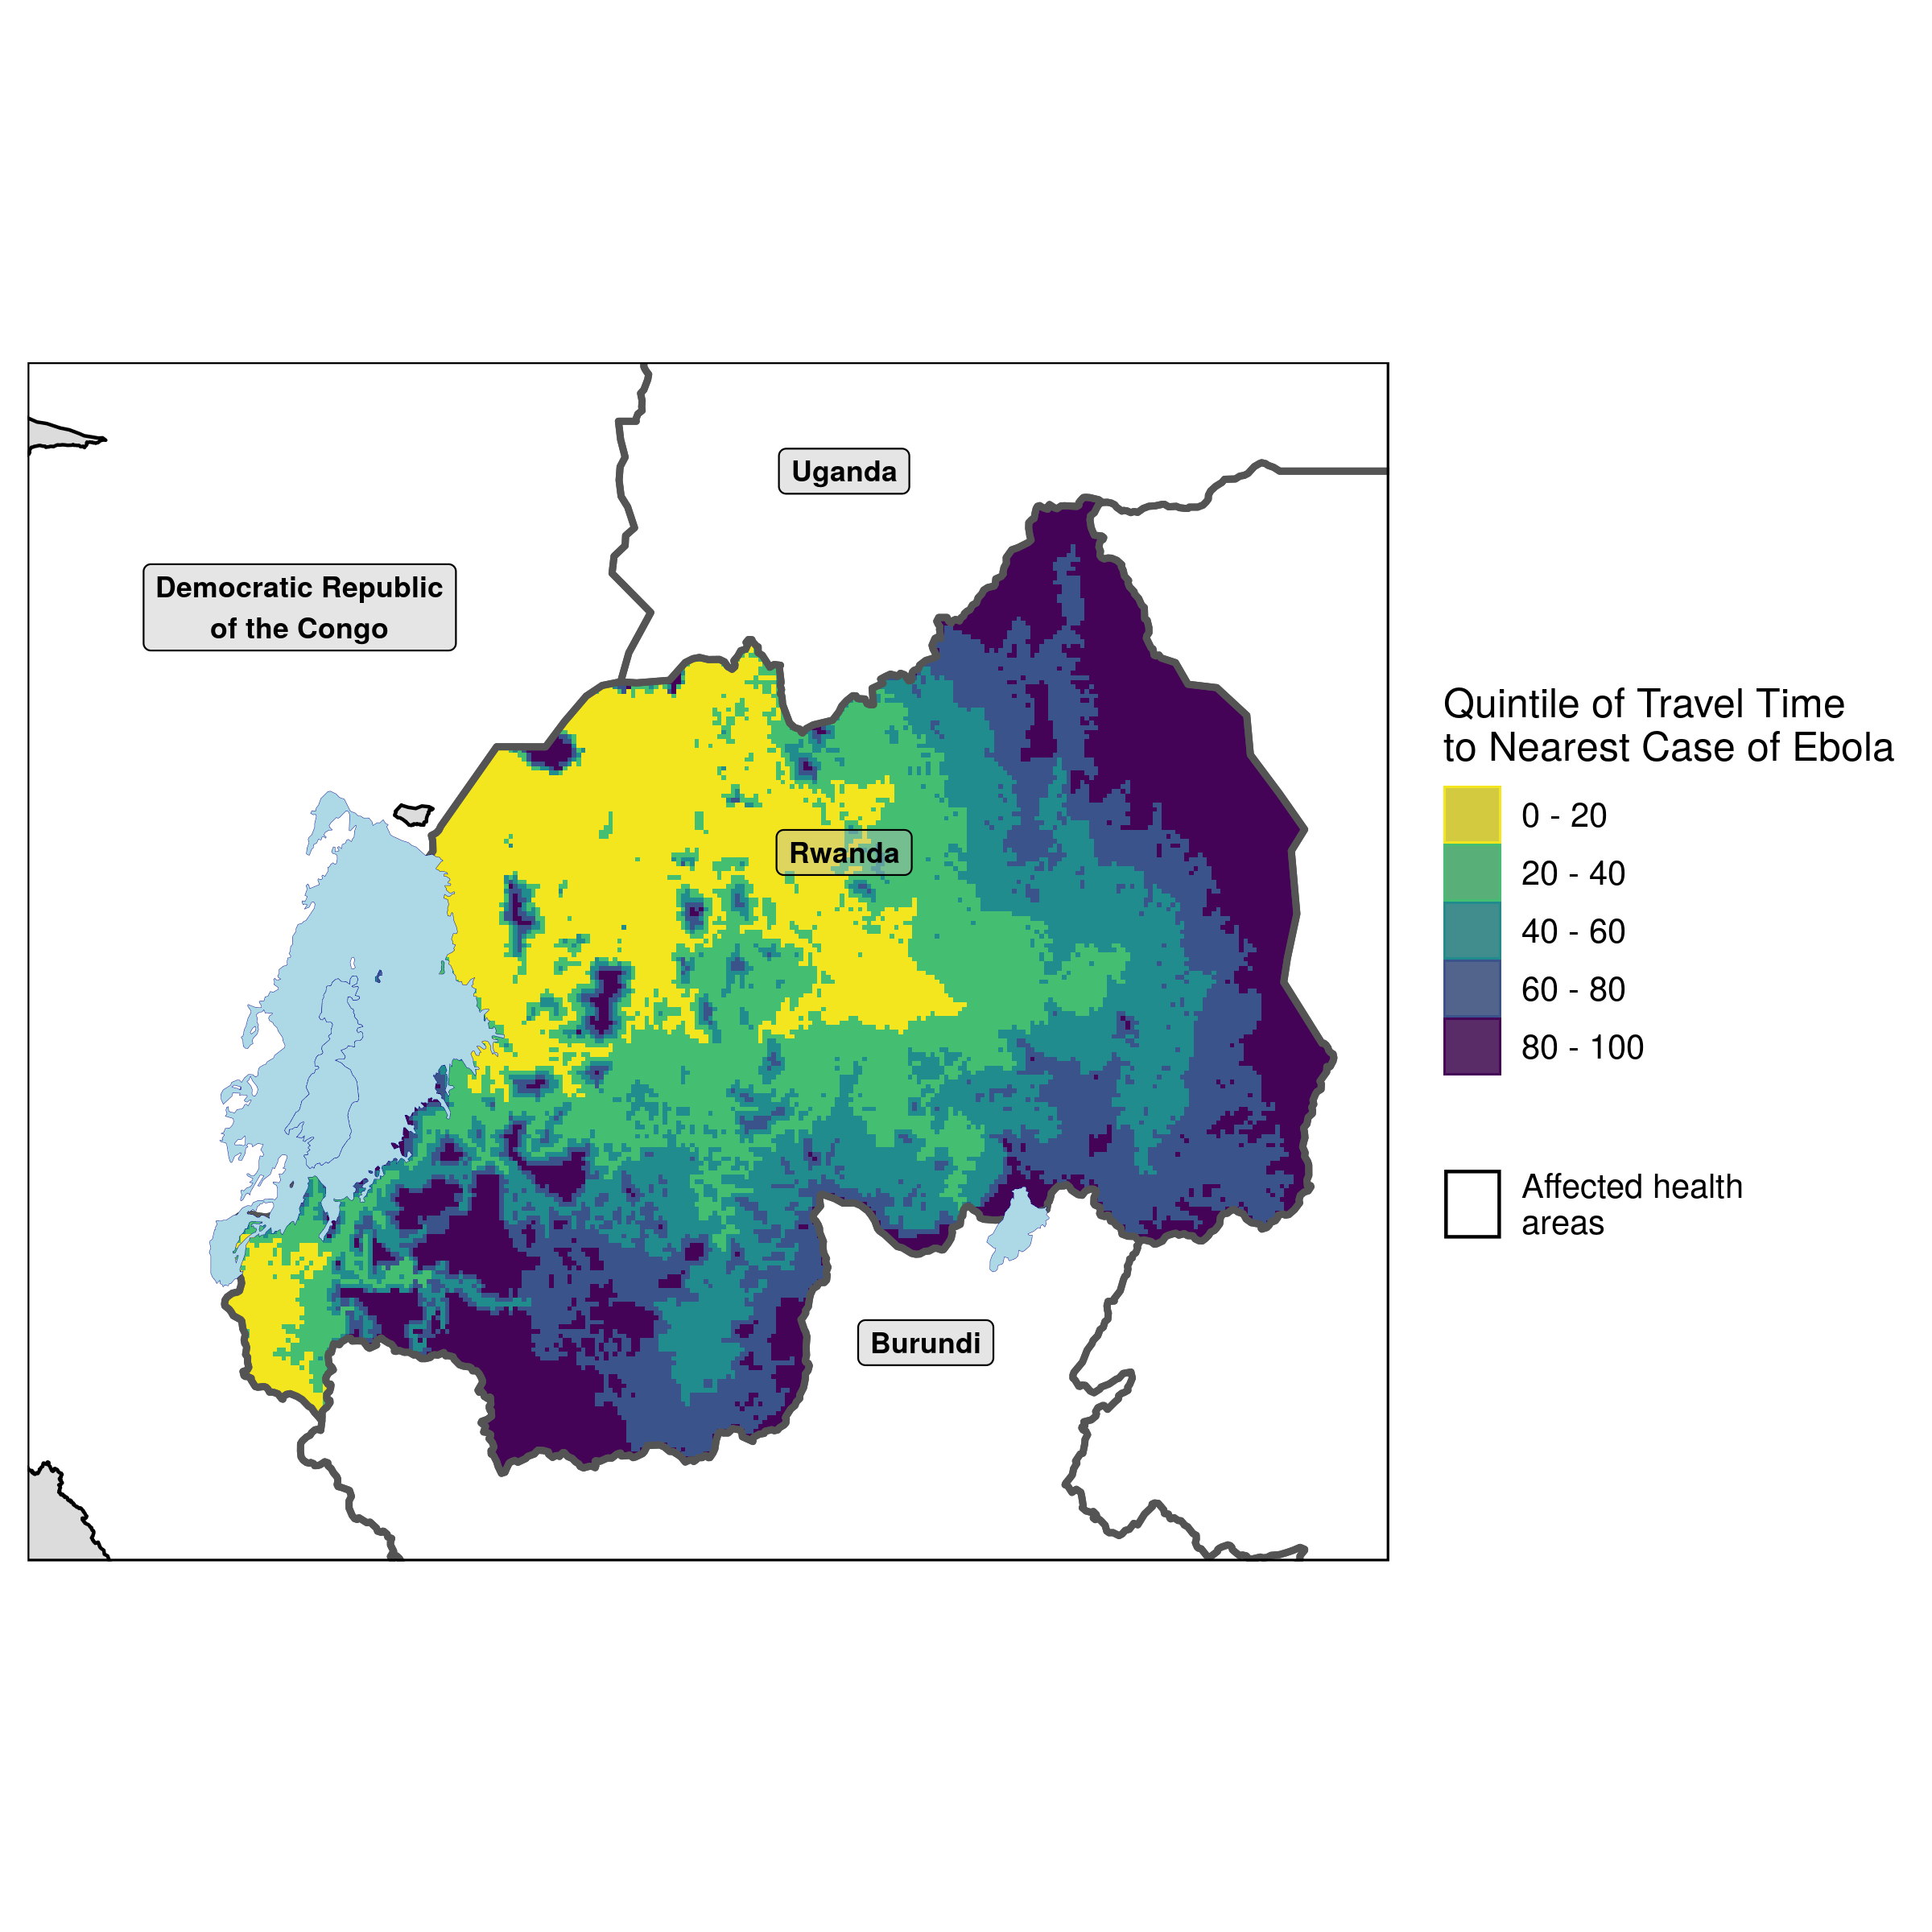 Uganda
Democratic Republic
of the Congo
Rwanda
Burundi
Quintile of Travel Time
to Nearest Case of Ebola
0 - 20
20 - 40
40 - 60
60 - 80
80 - 100
Affected health
areas